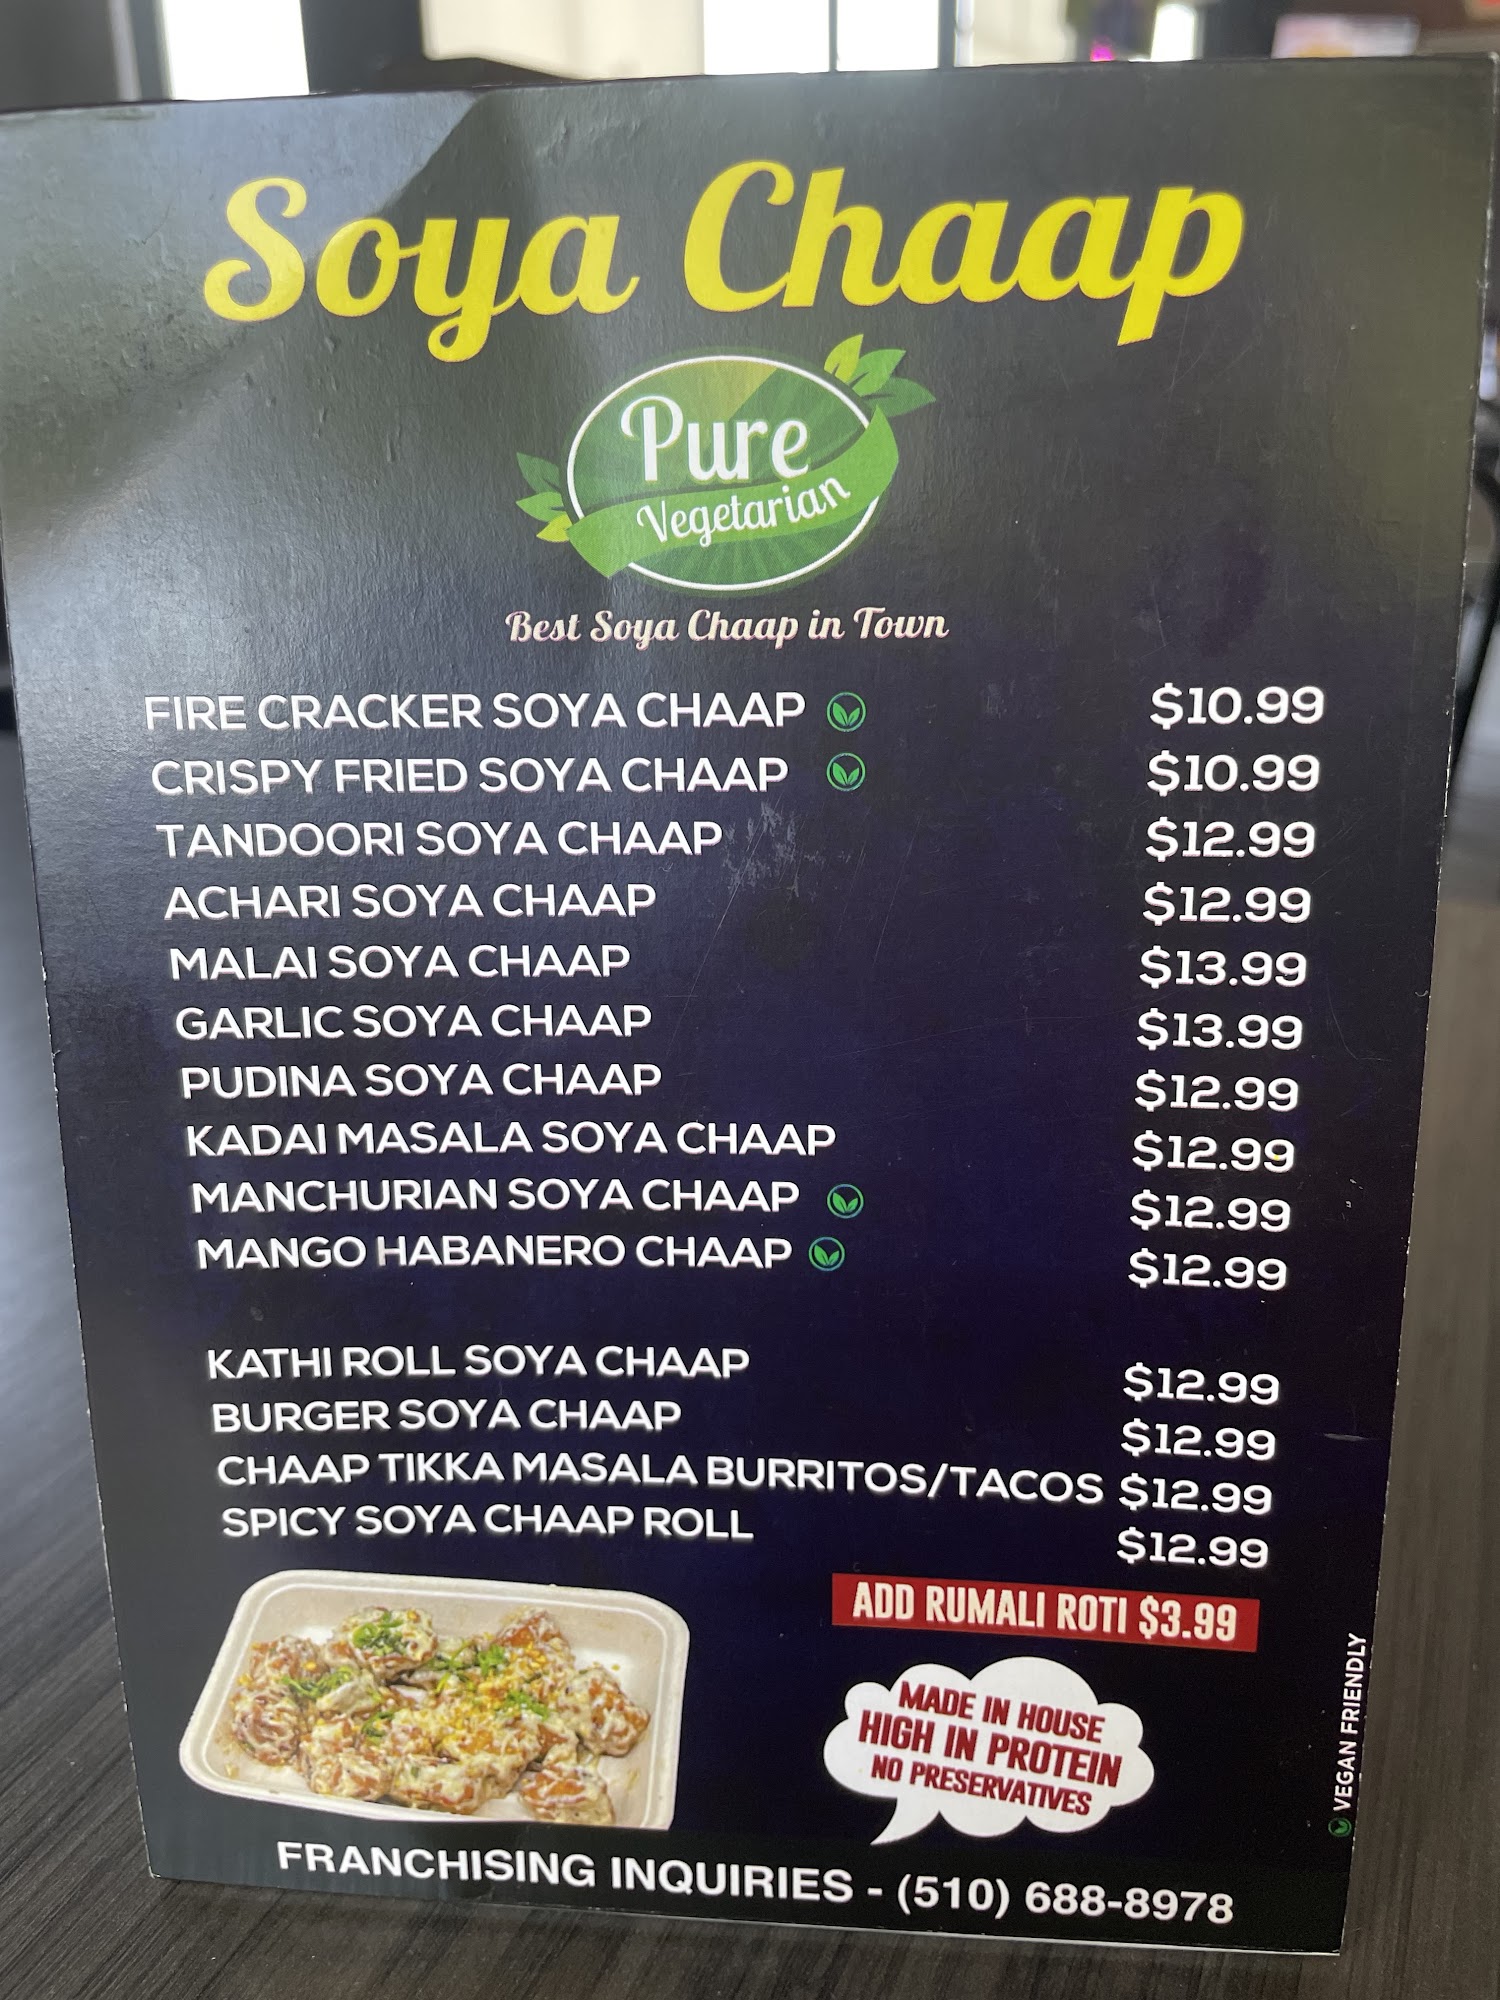 Soya Chaap
Pure
Vegetarian
Best Soya Chaap in Town
FIRE CRACKER SOYA CHAAP $10.99
CRISPY FRIED SOYA CHAAP $10.99
TANDOORI SOYA CHAAP $12.99
ACHARI SOYA CHAAP $12.99
MALAI SOYA CHAAP $13.99
GARLIC SOYA CHAAP $13.99
PUDINA SOYA CHAAP $12.99
KADAI MASALA SOYA CHAAP $12.99
MANCHURIAN SOYA CHAAP $12.99
MANGO HABANERO CHAAP $12.99
KATHI ROLL SOYA CHAAP $12.99
BURGER SOYA CHAAP $12.99
CHAAP TIKKA MASALA BURRITOS/TACOS $12.99
SPICY SOYA CHAAP ROLL $12.99
ADD RUMALI ROTI $3.99
MADE IN HOUSE
HIGH IN PROTEIN
NO PRESERVATIVES
VEGAN FRIENDLY
FRANCHISING INQUIRIES - (510) 688-8978